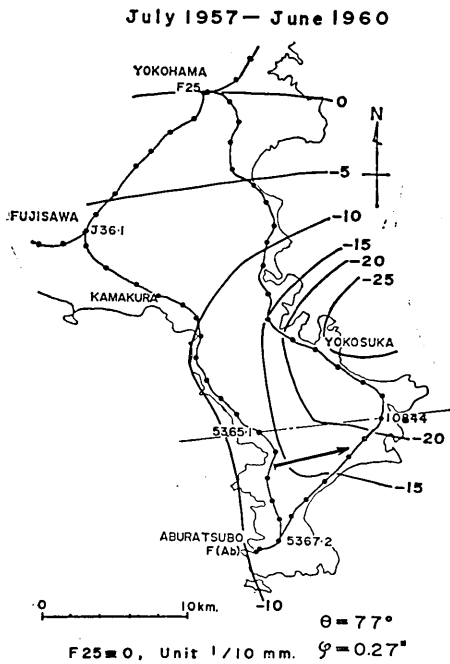 July 1957 — June 1960
YOKOHAMA
F25
0
N
-5
FUJISAWA
J36·1
-10
-15
-20
-25
KAMAKURA
YOKOSUKA
5365·1
10844
-20
-15
ABURATSUBO
F(Ab)
5367·2
0 10km. -10
θ = 77°
F25≡0, Unit 1/10 mm. φ = 0.27"